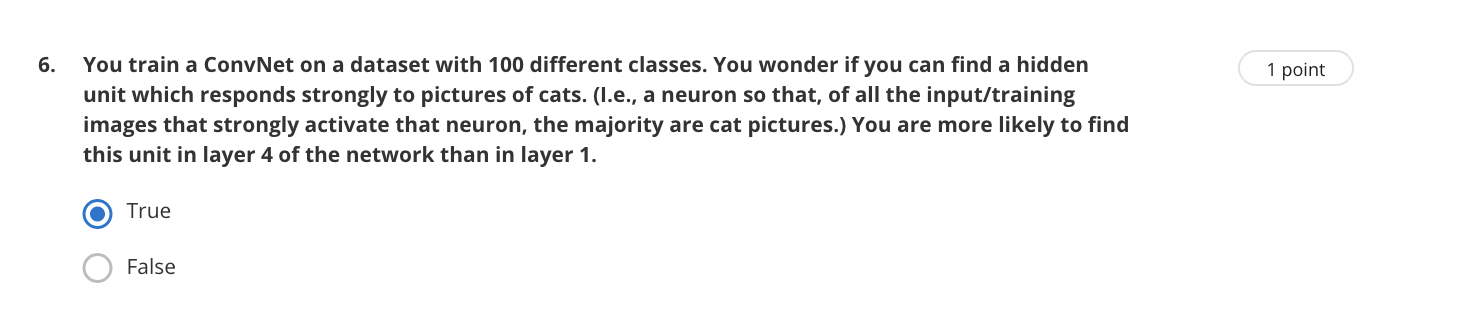 6. You train a ConvNet on a dataset with 100 different classes. You wonder if you can find a hidden
1 point
unit which responds strongly to pictures of cats. (I.e., a neuron so that, of all the input/training
images that strongly activate that neuron, the majority are cat pictures.) You are more likely to find
this unit in layer 4 of the network than in layer 1.
True
False